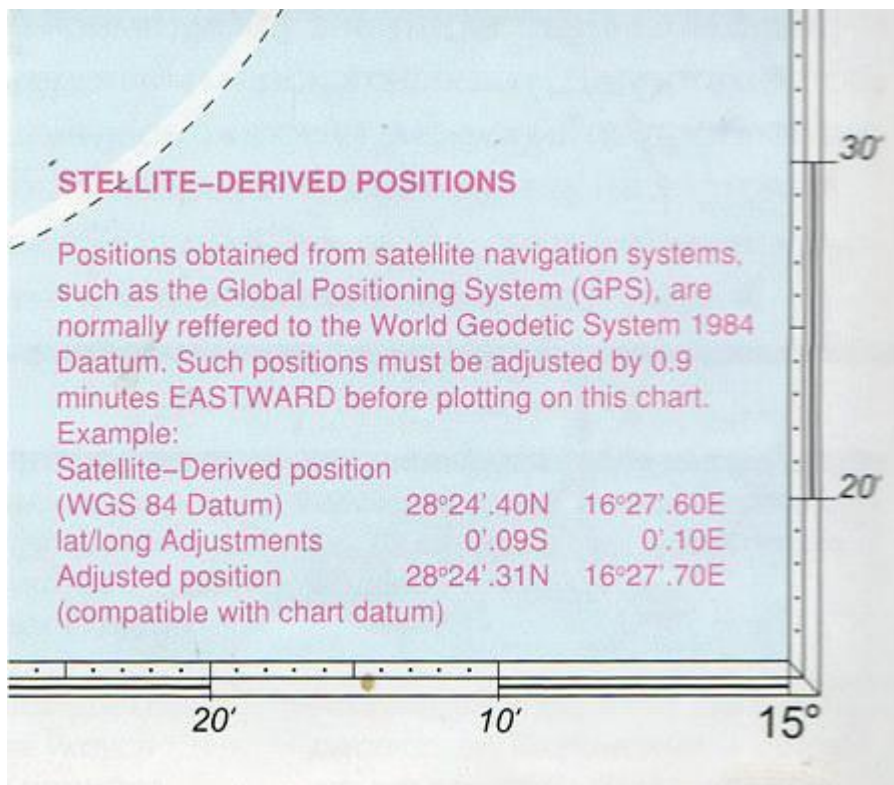 30′
STELLITE–DERIVED POSITIONS
Positions obtained from satellite navigation systems,
such as the Global Positioning System (GPS), are
normally reffered to the World Geodetic System 1984
Daatum. Such positions must be adjusted by 0.9
minutes EASTWARD before plotting on this chart.
Example:
Satellite–Derived position
(WGS 84 Datum) 28°24'.40N 16°27'.60E
20′
lat/long Adjustments 0'.09S 0'.10E
Adjusted position 28°24'.31N 16°27'.70E
(compatible with chart datum)
20′ 10′ 15°